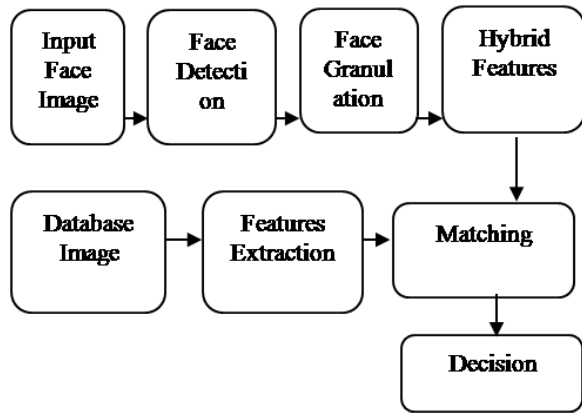 Input
Face
Image
Face
Detecti
on
Face
Granul
ation
Hybrid
Features
Database
Image
Features
Extraction
Matching
Decision